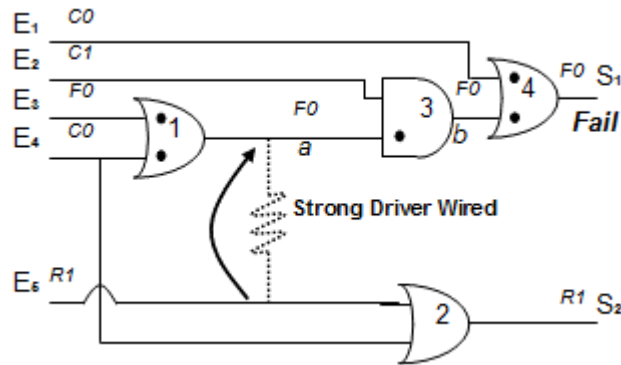 E₁ C0
E₂ C1
E₃ F0
E₄ C0
1
F0
a
3
F0
b
4
F0 S₁
Fail
Strong Driver Wired
E₅ R1
2
R1 S₂